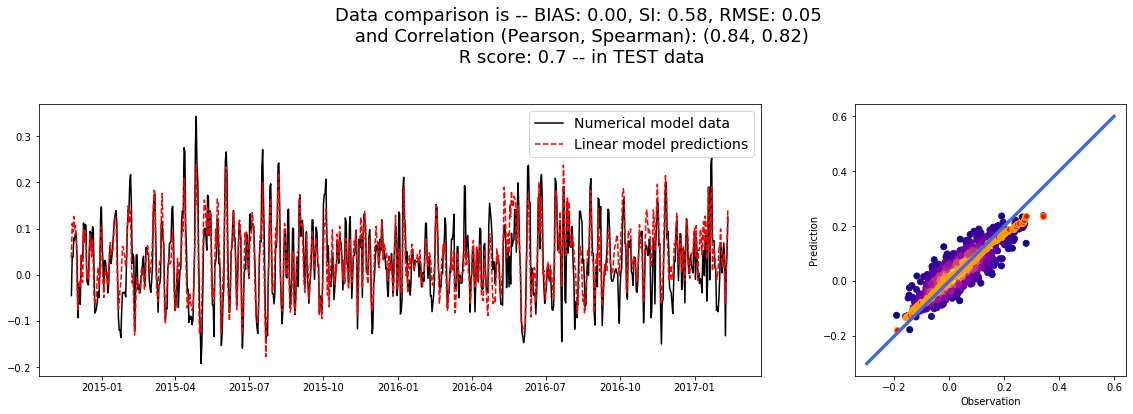 Data comparison is -- BIAS: 0.00, SI: 0.58, RMSE: 0.05
and Correlation (Pearson, Spearman): (0.84, 0.82)
R score: 0.7 -- in TEST data
Numerical model data
Linear model predictions
0.3
0.2
0.1
0.0
−0.1
−0.2
2015-01 2015-04 2015-07 2015-10 2016-01 2016-04 2016-07 2016-10 2017-01
Prediction
0.6
0.4
0.2
0.0
−0.2
−0.2 0.0 0.2 0.4 0.6
Observation